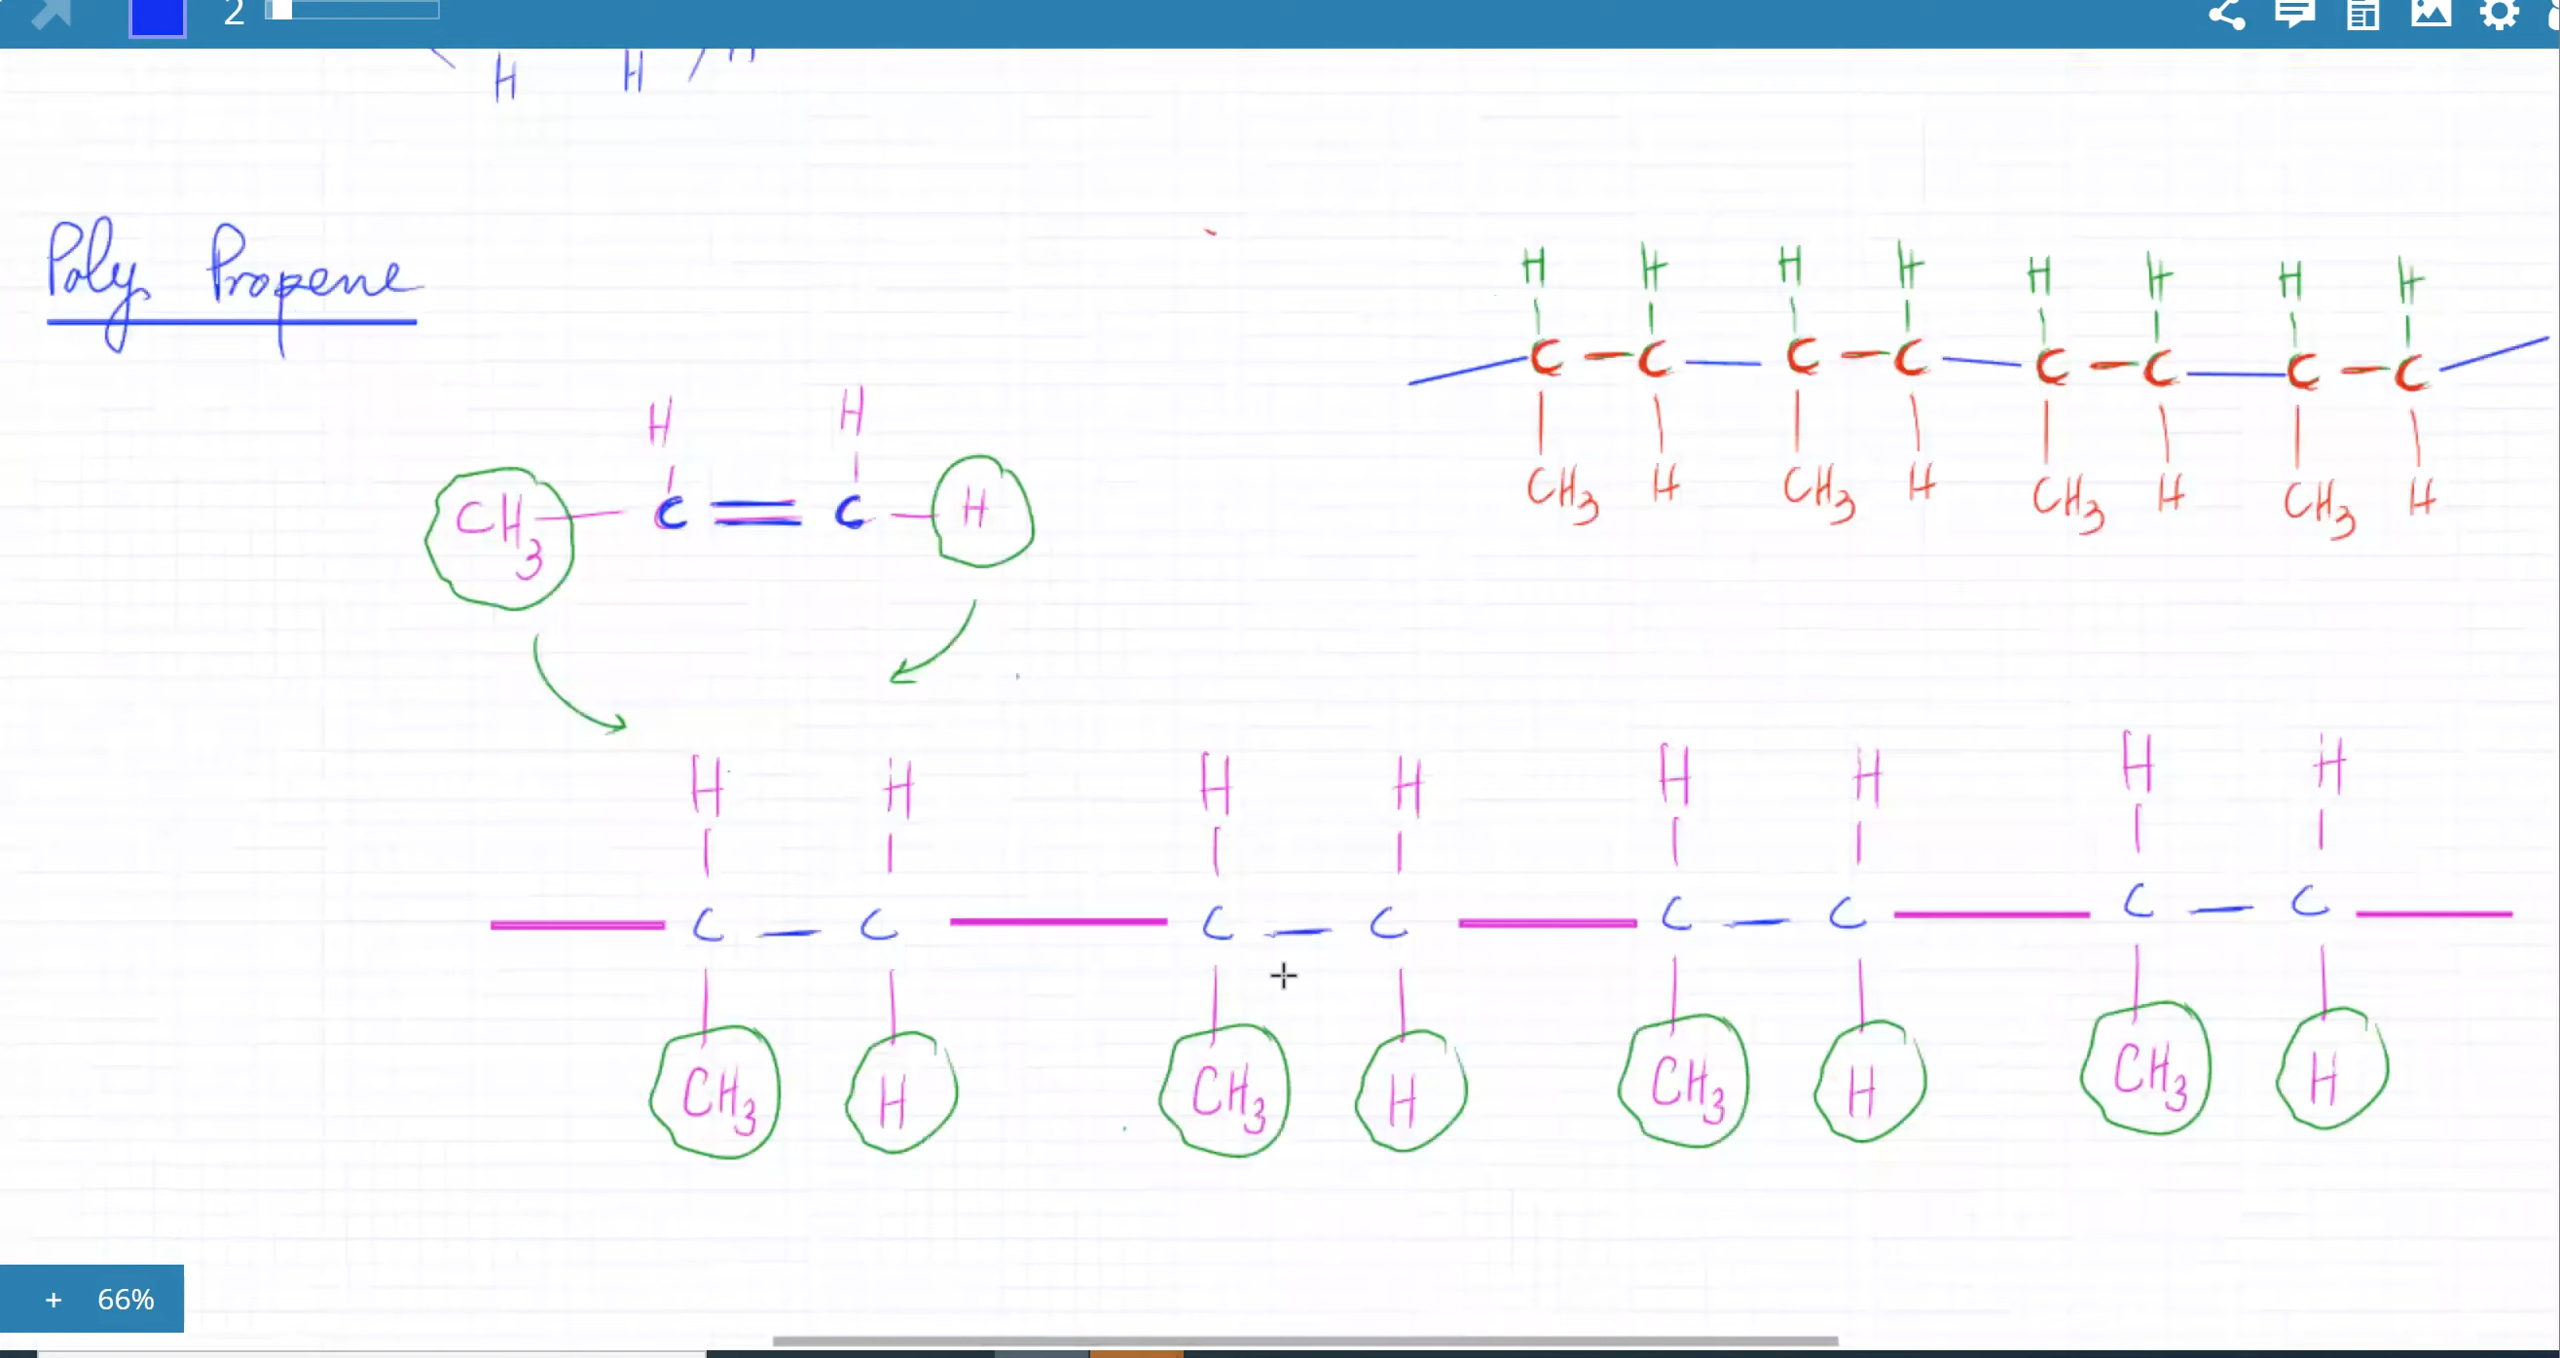 2
H H H
Poly Propene
H H H H H H H H
C - C - C - C - C - C - C - C
CH3 H CH3 H CH3 H CH3 H
H H
CH3 - C = C - H
H H H H H H H H
C - C - C - C - C - C - C - C
CH3 H CH3 H CH3 H CH3 H
+ 66%